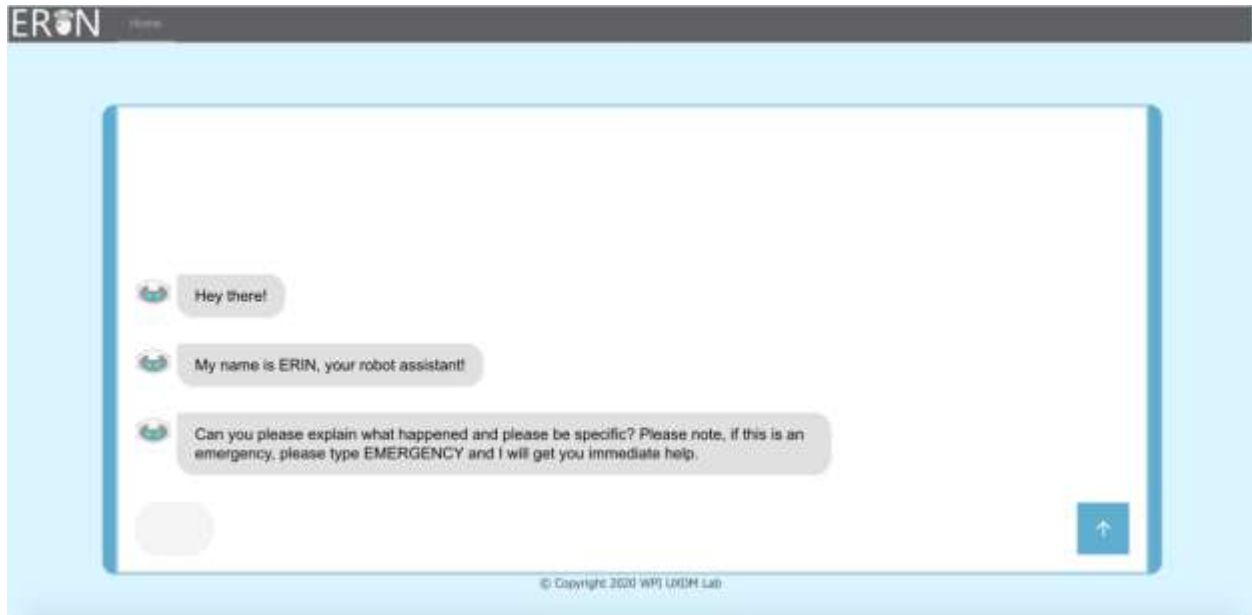 ERIN
Home
Hey there!
My name is ERIN, your robot assistant!
Can you please explain what happened and please be specific? Please note, if this is an
emergency, please type EMERGENCY and I will get you immediate help.
© Copyright 2020 WPI UXDM Lab